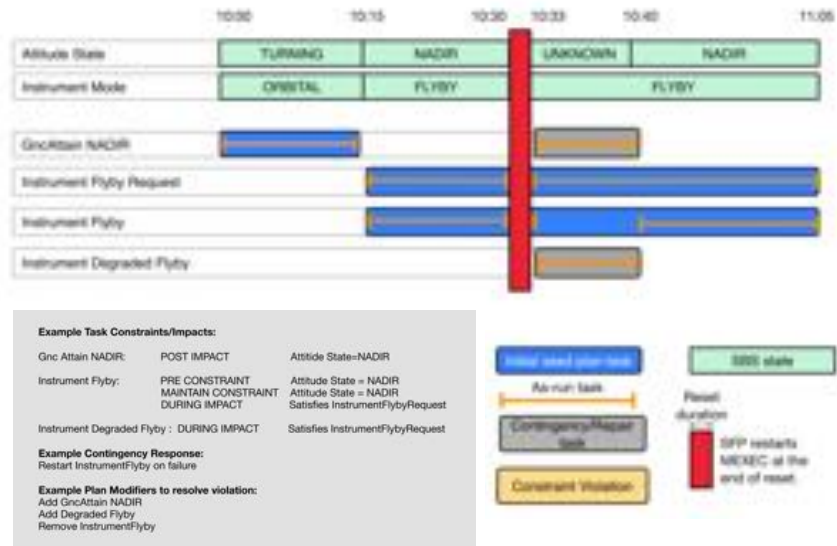 10:00 10:15 10:30 10:33 10:40 11:05
Attitude State TURNING NADIR UNKNOWN NADIR
Instrument Mode ORBITAL FLYBY FLYBY
GncAttain NADIR
Instrument Flyby Request
Instrument Flyby
Instrument Degraded Flyby
Example Task Constraints/Impacts:
Gnc Attain NADIR: POST IMPACT Attitide State=NADIR
Instrument Flyby: PRE CONSTRAINT Attitude State = NADIR
MAINTAIN CONSTRAINT Attitude State = NADIR
DURING IMPACT Satisfies InstrumentFlybyRequest
Instrument Degraded Flyby : DURING IMPACT Satisfies InstrumentFlybyRequest
Example Contingency Response:
Restart InstrumentFlyby on failure
Example Plan Modifiers to resolve violation:
Add GncAttain NADIR
Add Degraded Flyby
Remove InstrumentFlyby
Initial seed plan task
As-run task
Contingency/Repair
task
Constraint Violation
state
Reset
duration
restarts
MEXEC at the
end of reset.